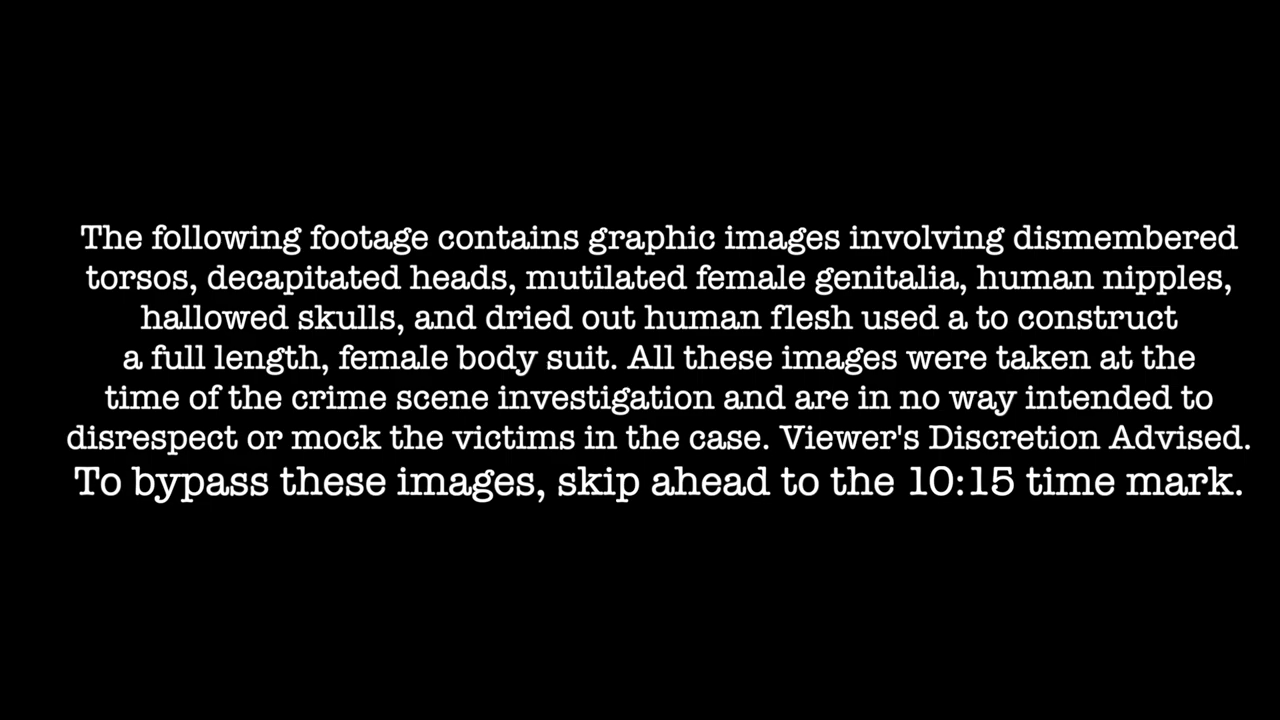 The following footage contains graphic images involving dismembered
torsos, decapitated heads, mutilated female genitalia, human nipples,
hallowed skulls, and dried out human flesh used a to construct
a full length, female body suit. All these images were taken at the
time of the crime scene investigation and are in no way intended to
disrespect or mock the victims in the case. Viewer's Discretion Advised.
To bypass these images, skip ahead to the 10:15 time mark.